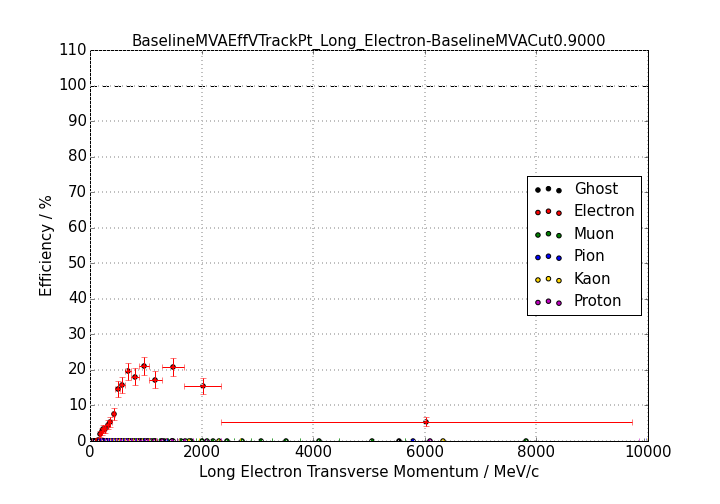 BaselineMVAEffVTrackPt_Long_Electron-BaselineMVACut0.9000
110
100
90
80
70
60
50
40
30
20
10
0
Efficiency / %
Ghost
Electron
Muon
Pion
Kaon
Proton
0 2000 4000 6000 8000 10000
Long Electron Transverse Momentum / MeV/c